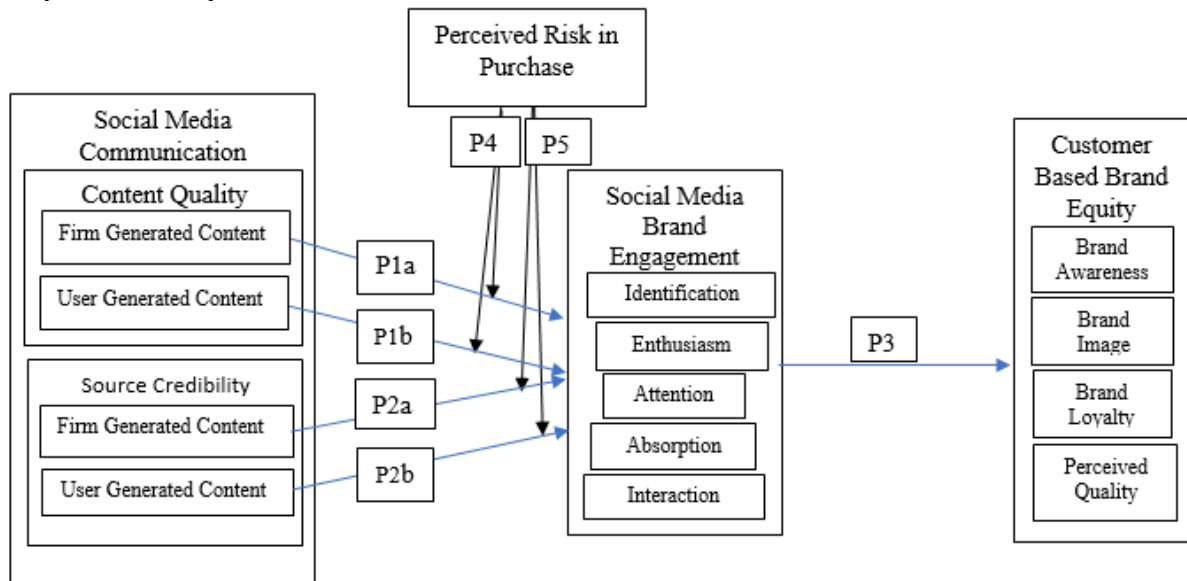 Perceived Risk in
Purchase
Social Media
Communication
Content Quality
Firm Generated Content
User Generated Content
Source Credibility
Firm Generated Content
User Generated Content
P1a
P1b
P2a
P2b
P4
P5
Social Media
Brand
Engagement
Identification
Enthusiasm
Attention
Absorption
Interaction
P3
Customer
Based Brand
Equity
Brand
Awareness
Brand
Image
Brand
Loyalty
Perceived
Quality